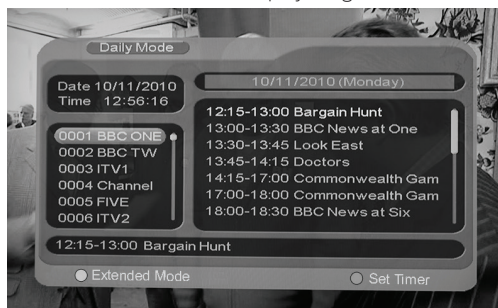 Daily Mode
Date 10/11/2010
Time 12:56:16
10/11/2010 (Monday)
0001 BBC ONE
0002 BBC TW
0003 ITV1
0004 Channel
0005 FIVE
0006 ITV2
12:15-13:00 Bargain Hunt
13:00-13:30 BBC News at One
13:30-13:45 Look East
13:45-14:15 Doctors
14:15-17:00 Commonwealth Gam
17:00-18:00 Commonwealth Gam
18:00-18:30 BBC News at Six
12:15-13:00 Bargain Hunt
Extended Mode
Set Timer